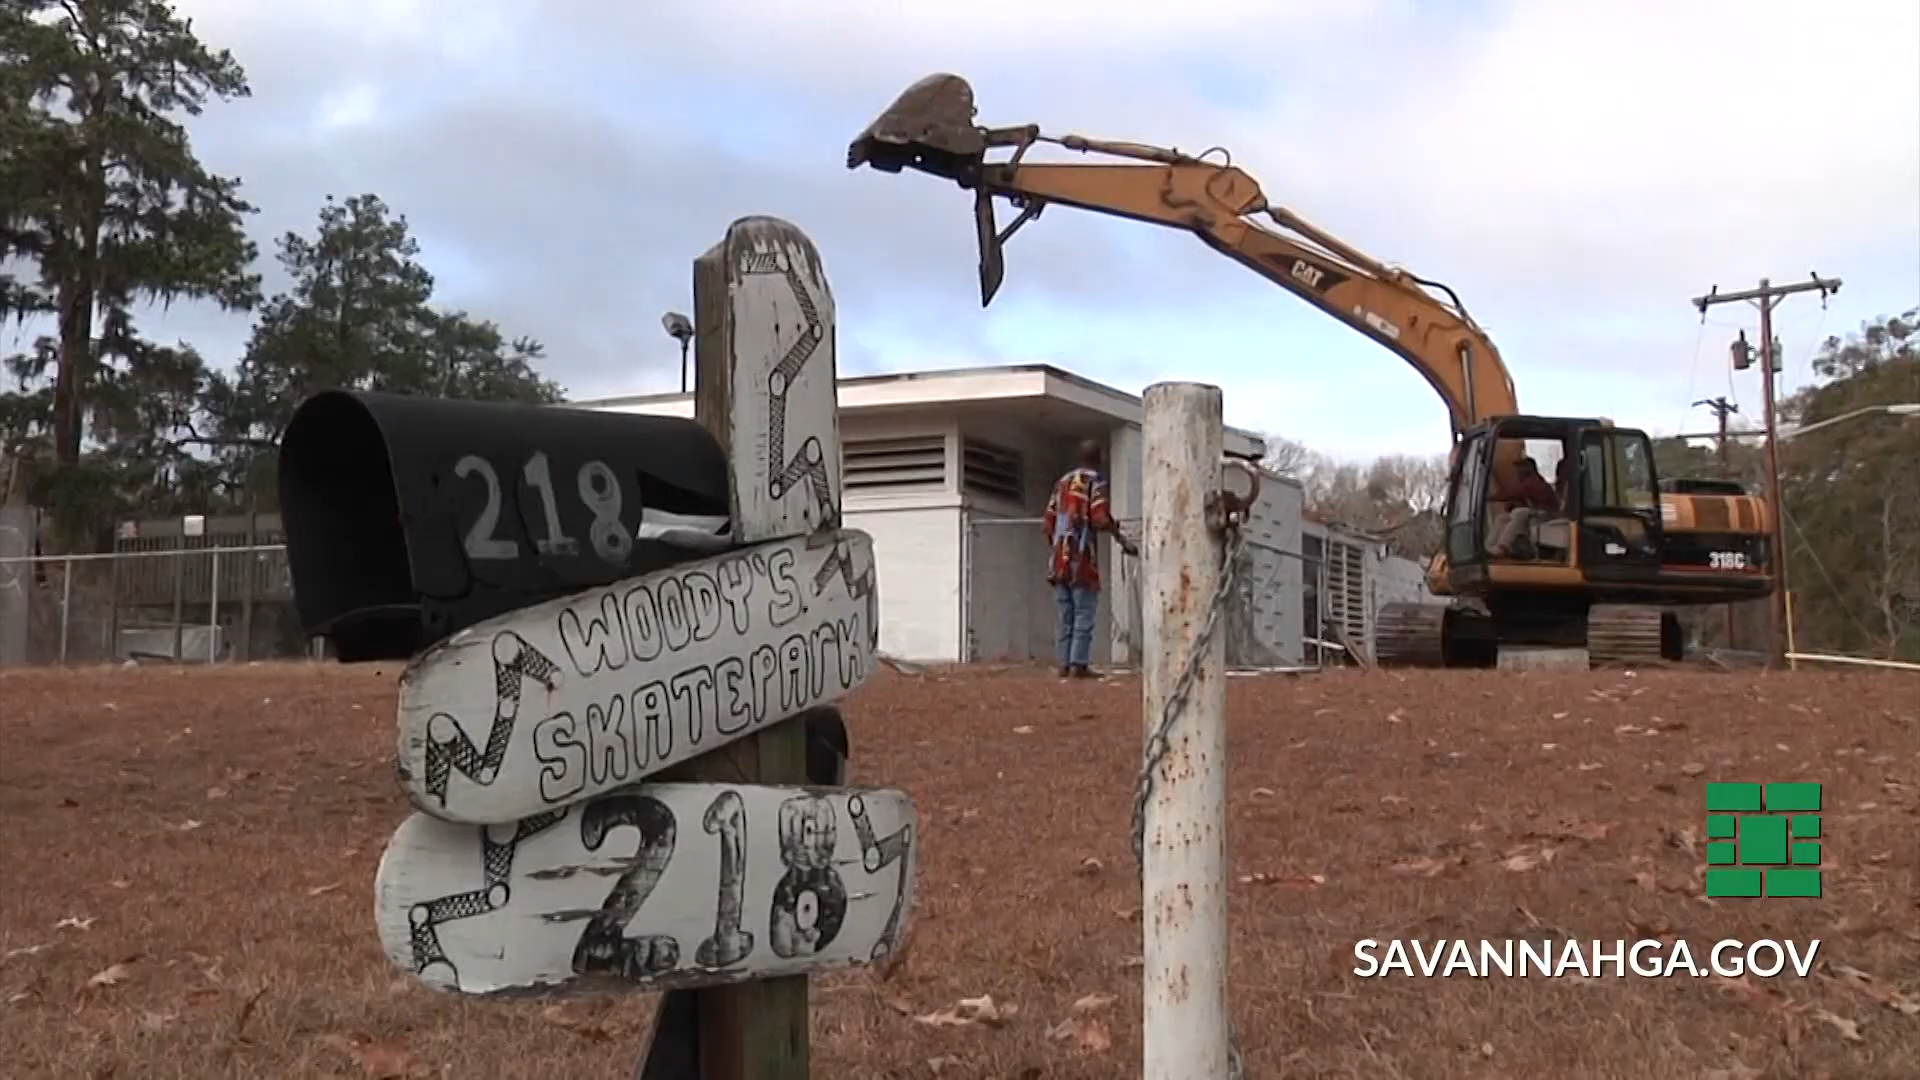 CAT
218
WOODY'S
SKATEPARK
318C
218
SAVANNAHGA.GOV